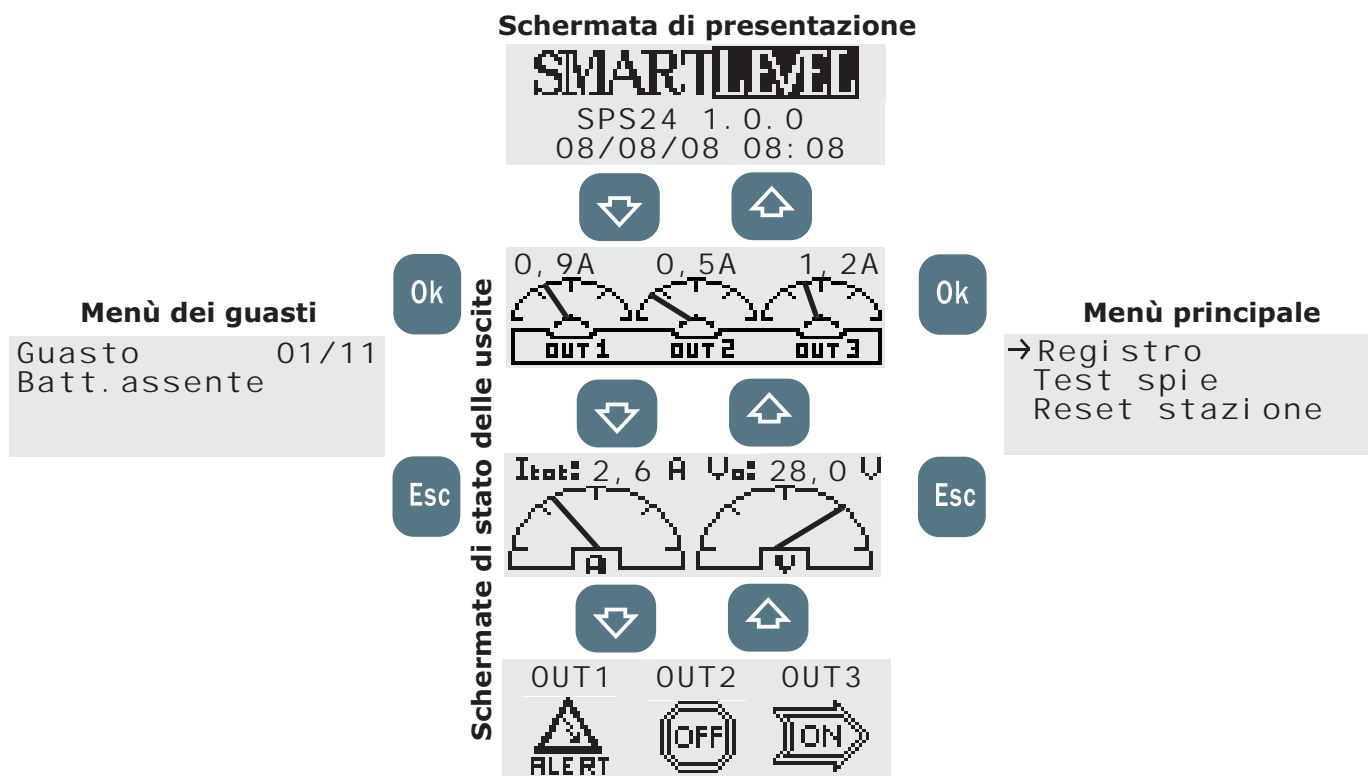 Schermata di presentazione
SMARTLEVEL
SPS24 1.0.0
08/08/08 08:08
Ok
Menù dei guasti
Guasto 01/11
Batt.assente
Esc
Schermate di stato delle uscite
0,9A 0,5A 1,2A
OUT1 OUT2 OUT3
Itot: 2,6 A Vo: 28,0 V
A V
OUT1 OUT2 OUT3
ALERT OFF ON
Ok
Menù principale
→Registro
Test spie
Reset stazione
Esc